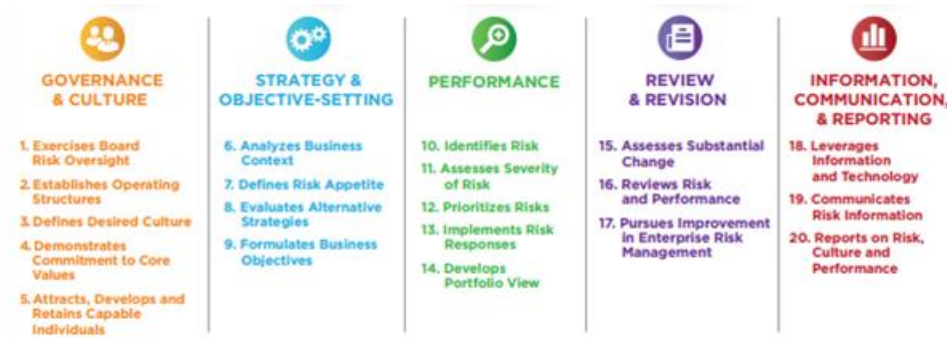 GOVERNANCE
& CULTURE
1. Exercises Board
Risk Oversight
2. Establishes Operating
Structures
3. Defines Desired Culture
4. Demonstrates
Commitment to Core
Values
5. Attracts, Develops and
Retains Capable
Individuals
STRATEGY &
OBJECTIVE-SETTING
6. Analyzes Business
Context
7. Defines Risk Appetite
8. Evaluates Alternative
Strategies
9. Formulates Business
Objectives
PERFORMANCE
10. Identifies Risk
11. Assesses Severity
of Risk
12. Prioritizes Risks
13. Implements Risk
Responses
14. Develops
Portfolio View
REVIEW
& REVISION
15. Assesses Substantial
Change
16. Reviews Risk
and Performance
17. Pursues Improvement
in Enterprise Risk
Management
INFORMATION,
COMMUNICATION,
& REPORTING
18. Leverages
Information
and Technology
19. Communicates
Risk Information
20. Reports on Risk,
Culture and
Performance